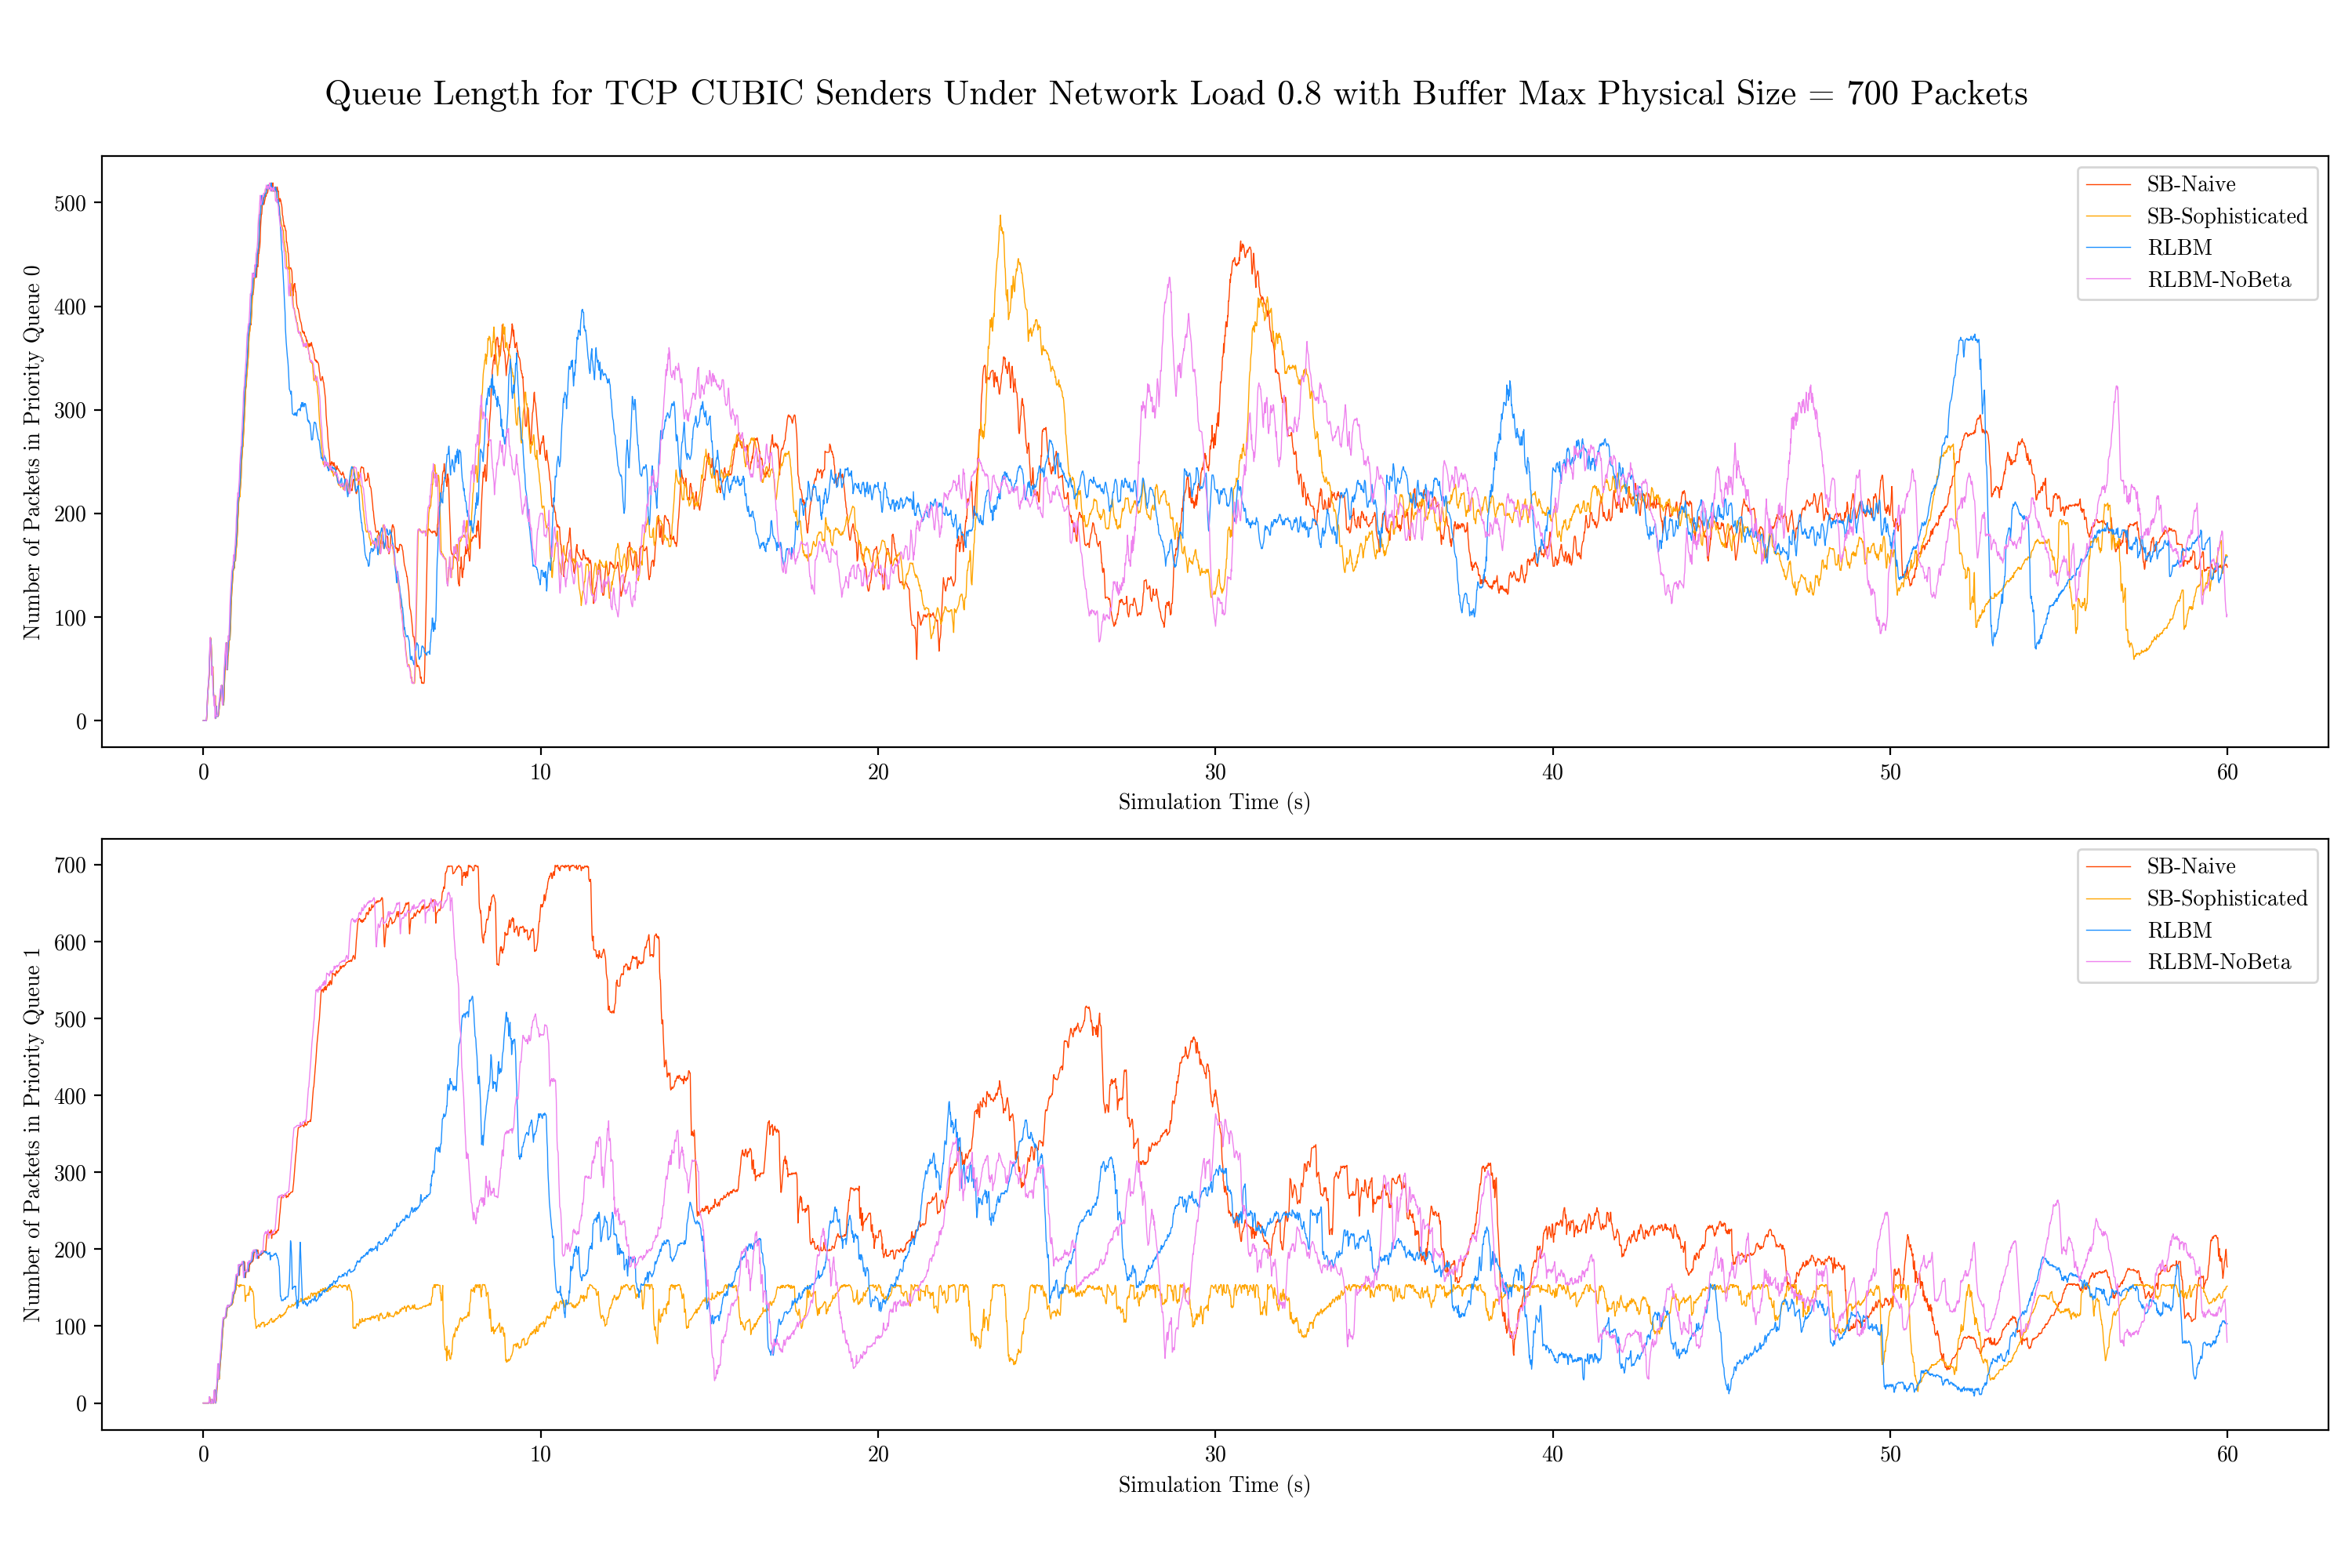 Queue Length for TCP CUBIC Senders Under Network Load 0.8 with Buffer Max Physical Size = 700 Packets
Number of Packets in Priority Queue 0
500
400
300
200
100
0
SB-Naive
SB-Sophisticated
RLBM
RLBM-NoBeta
0 10 20 30 40 50 60
Simulation Time (s)
Number of Packets in Priority Queue 1
700
600
500
400
300
200
100
0
SB-Naive
SB-Sophisticated
RLBM
RLBM-NoBeta
0 10 20 30 40 50 60
Simulation Time (s)